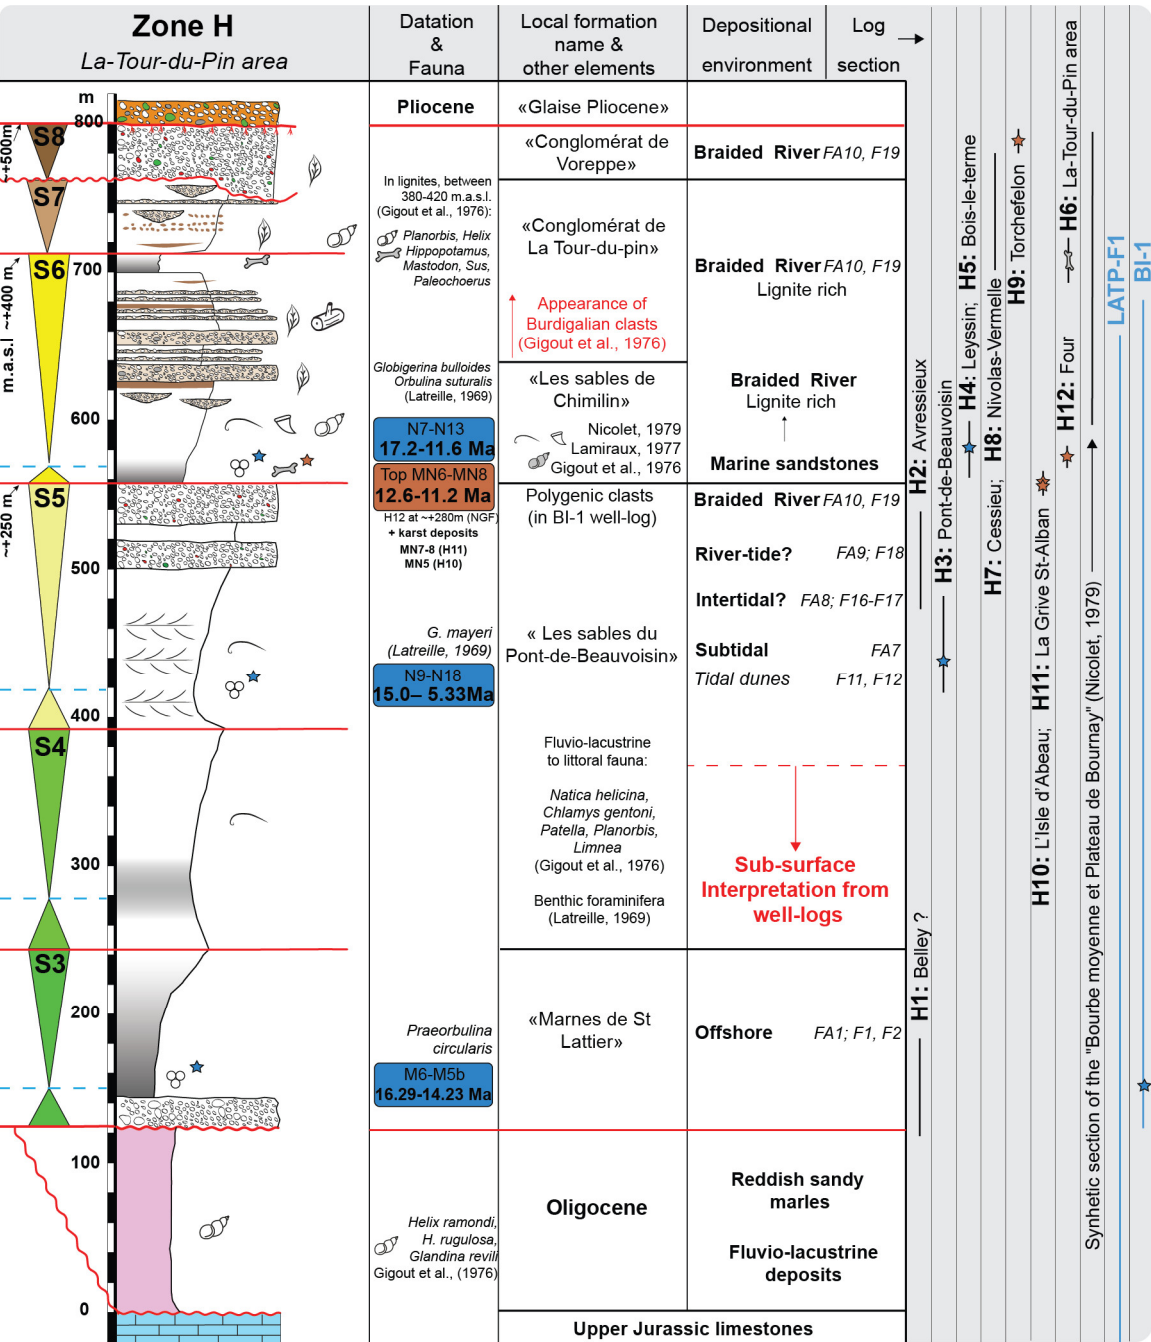 Zone H
La-Tour-du-Pin area
Datation
&
Fauna
Local formation
name &
other elements
Depositional
environment
Log
section
m
800
700
600
500
400
300
200
100
0
~+500m
m.a.s.l ~+400 m
~+250 m
S8
S7
S6
S5
S4
S3
Pliocene
In lignites, between
380-420 m.a.s.l.
(Gigout et al., 1976):
Planorbis, Helix
Hippopotamus,
Mastodon, Sus,
Paleochoerus
Globigerina bulloides
Orbulina suturalis
(Latreille, 1969)
N7-N13
17.2-11.6 Ma
Top MN6-MN8
12.6-11.2 Ma
H12 at ~+280m (NGF)
+ karst deposits
MN7-8 (H11)
MN5 (H10)
G. mayeri
(Latreille, 1969)
N9-N18
15.0– 5.33Ma
Praeorbulina
circularis
M6-M5b
16.29-14.23 Ma
Helix ramondi,
H. rugulosa,
Glandina revili
Gigout et al., (1976)
«Glaise Pliocene»
«Conglomérat de
Voreppe»
«Conglomérat de
La Tour-du-pin»
Appearance of
Burdigalian clasts
(Gigout et al., 1976)
«Les sables de
Chimilin»
Nicolet, 1979
Lamiraux, 1977
Gigout et al., 1976
Polygenic clasts
(in BI-1 well-log)
« Les sables du
Pont-de-Beauvoisin»
Fluvio-lacustrine
to littoral fauna:
Natica helicina,
Chlamys gentoni,
Patella, Planorbis,
Limnea
(Gigout et al., 1976)
Benthic foraminifera
(Latreille, 1969)
«Marnes de St
Lattier»
Oligocene
Upper Jurassic limestones
Braided River FA10, F19
Braided River FA10, F19
Lignite rich
Braided River
Lignite rich
Marine sandstones
Braided River FA10, F19
River-tide? FA9; F18
Intertidal? FA8; F16-F17
Subtidal FA7
Tidal dunes F11, F12
Sub-surface
Interpretation from
well-logs
Offshore FA1; F1, F2
Reddish sandy
marles
Fluvio-lacustrine
deposits
H1: Belley ?
H2: Avressieux
H3: Pont-de-Beauvoisin
H4: Leyssin; H5: Bois-le-terme
H7: Cessieu; H8: Nivolas-Vermelle
H9: Torchefelon
H10: L'Isle d'Abeau; H11: La Grive St-Alban
H12: Four
H6: La-Tour-du-Pin area
Synhetic section of the "Bourbe moyenne et Plateau de Bournay" (Nicolet, 1979)
LATP-F1
BI-1